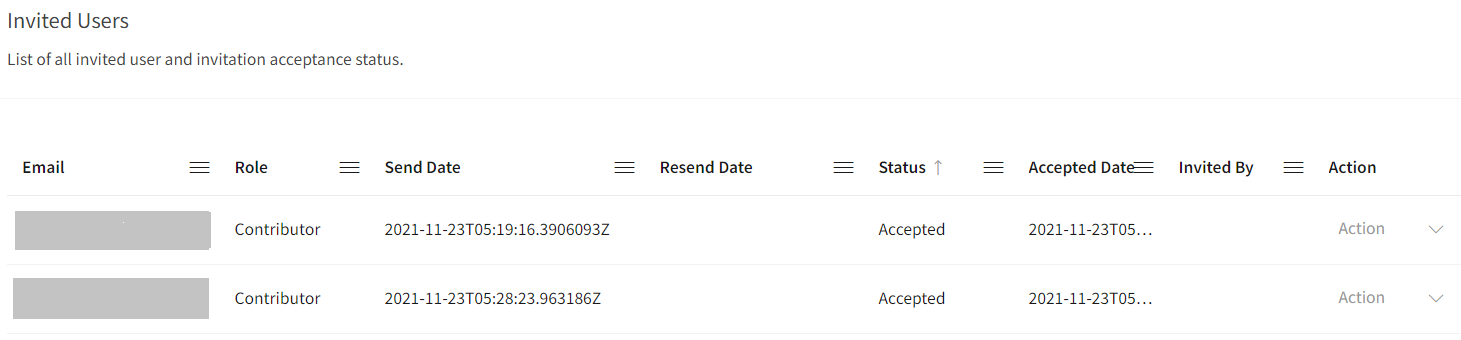 Invited Users
List of all invited user and invitation acceptance status.
Email Role Send Date Resend Date Status ↑ Accepted Date Invited By Action
Contributor 2021-11-23T05:19:16.3906093Z Accepted 2021-11-23T05... Action
Contributor 2021-11-23T05:28:23.963186Z Accepted 2021-11-23T05... Action